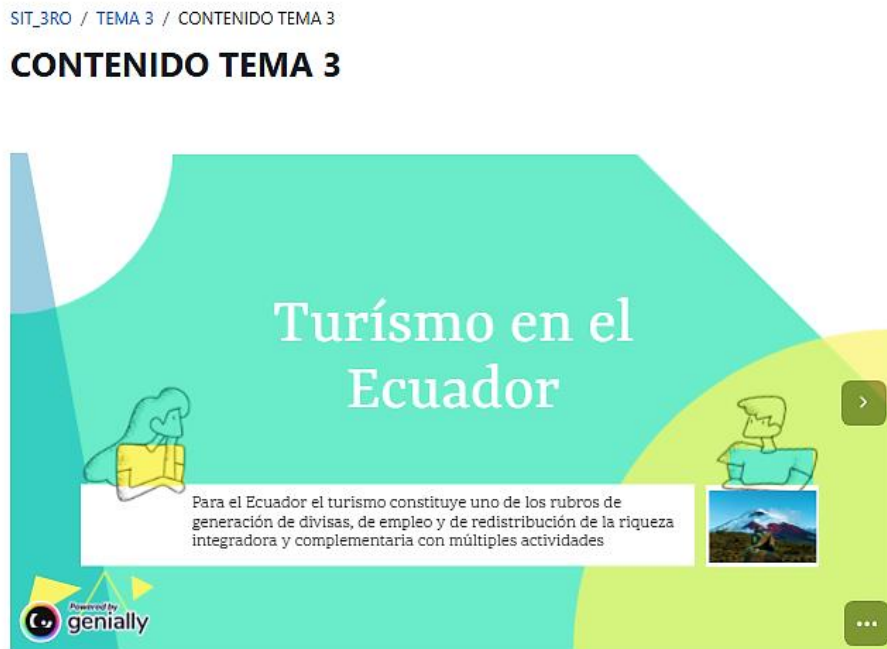 SIT_3RO / TEMA 3 / CONTENIDO TEMA 3
CONTENIDO TEMA 3
Turísmo en el
Ecuador
Para el Ecuador el turismo constituye uno de los rubros de
generación de divisas, de empleo y de redistribución de la riqueza
integradora y complementaria con múltiples actividades
Powered by
genially